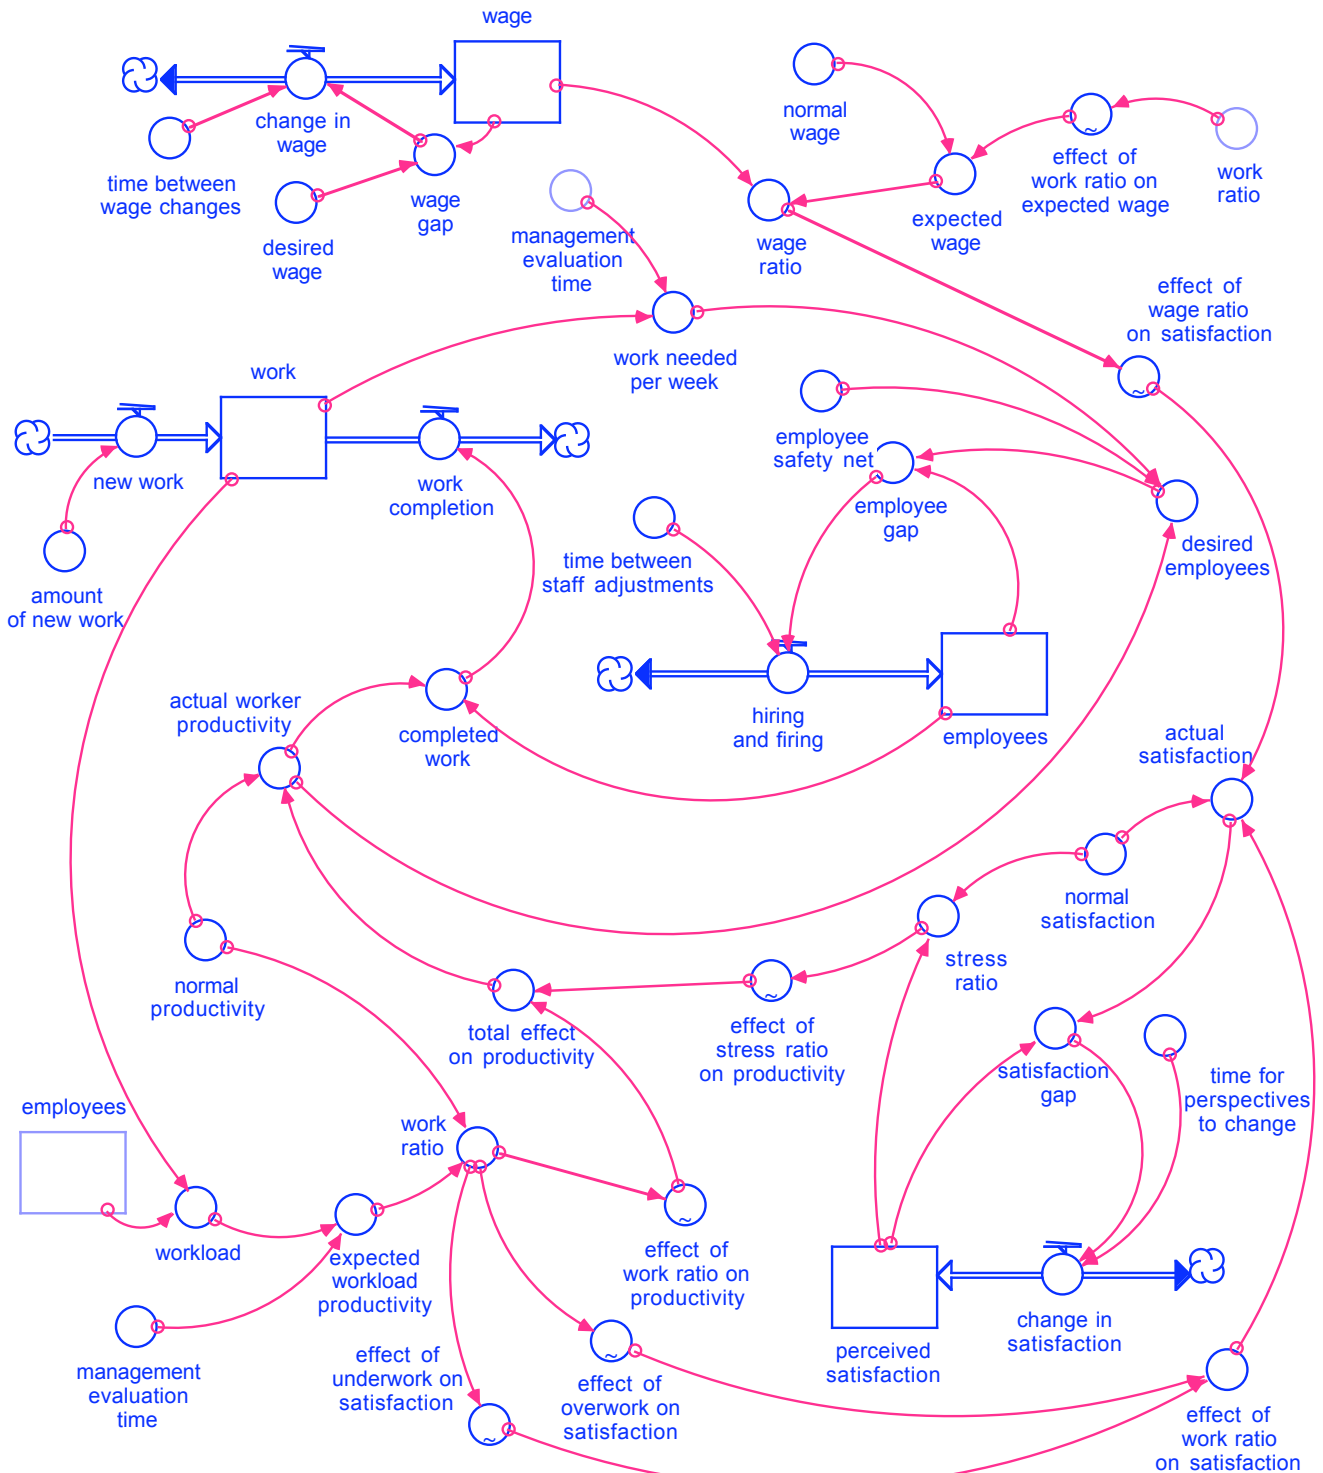 wage
change in
wage
time between
wage changes
desired
wage
wage
gap
management
evaluation
time
normal
wage
wage
ratio
expected
wage
effect of
work ratio on
expected wage
work
ratio
effect of
wage ratio
on satisfaction
work needed
per week
work
new work
work
completion
amount
of new work
employee
safety net
employee
gap
desired
employees
time between
staff adjustments
hiring
and firing
employees
actual worker
productivity
completed
work
actual
satisfaction
normal
satisfaction
stress
ratio
normal
productivity
total effect
on productivity
effect of
stress ratio
on productivity
satisfaction
gap
time for
perspectives
to change
employees
work
ratio
workload
expected
workload
productivity
effect of
work ratio on
productivity
management
evaluation
time
effect of
underwork on
satisfaction
effect of
overwork on
satisfaction
perceived
satisfaction
change in
satisfaction
effect of
work ratio
on satisfaction